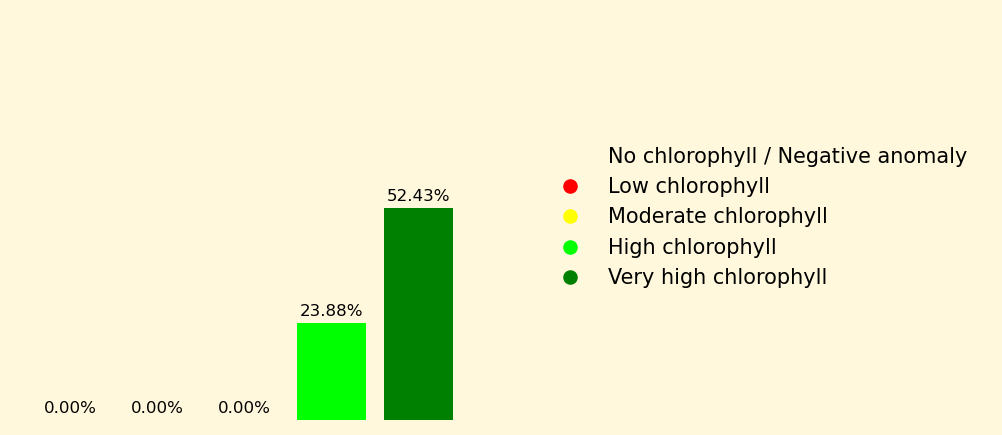 No chlorophyll / Negative anomaly
Low chlorophyll
Moderate chlorophyll
High chlorophyll
Very high chlorophyll
52.43%
23.88%
0.00% 0.00% 0.00%